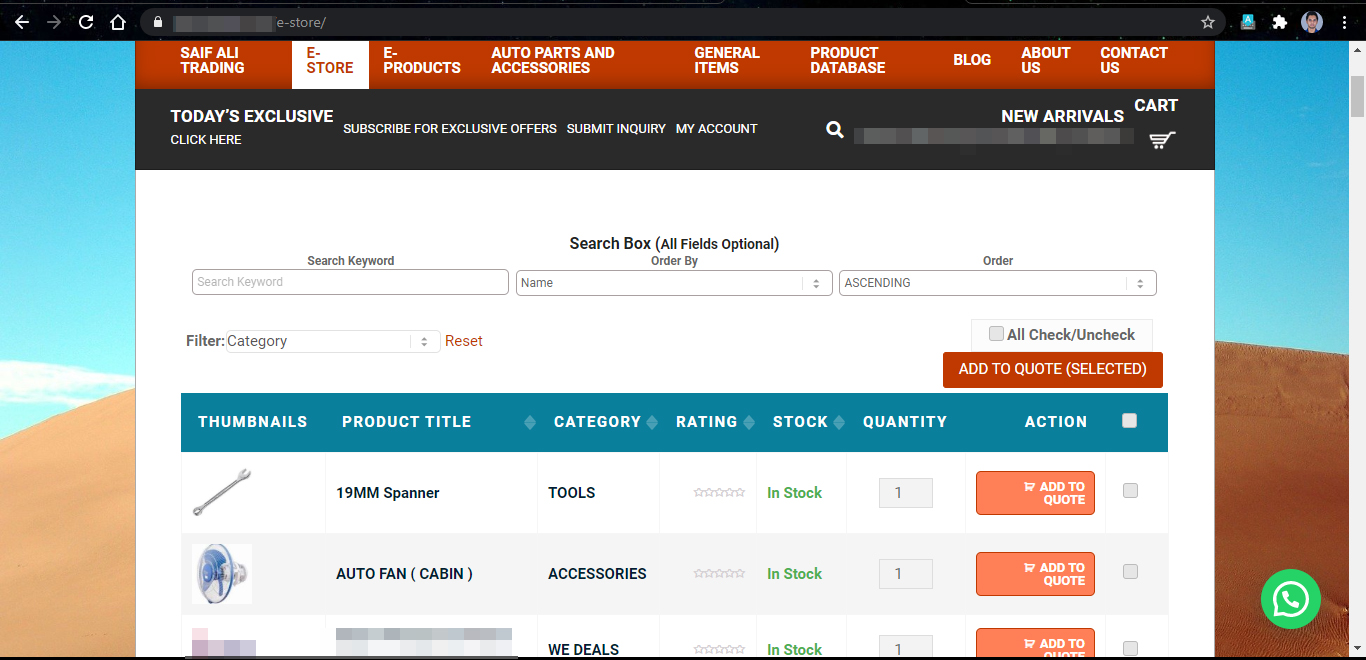 e-store/
SAIF ALI TRADING
E-STORE
E-PRODUCTS
AUTO PARTS AND ACCESSORIES
GENERAL ITEMS
PRODUCT DATABASE
BLOG
ABOUT US
CONTACT US
TODAY’S EXCLUSIVE
CLICK HERE
SUBSCRIBE FOR EXCLUSIVE OFFERS
SUBMIT INQUIRY
MY ACCOUNT
NEW ARRIVALS
CART
Search Box (All Fields Optional)
Search Keyword
Order By
Order
Search Keyword
Name
ASCENDING
Filter: Category Reset
All Check/Uncheck
ADD TO QUOTE (SELECTED)
THUMBNAILS PRODUCT TITLE CATEGORY RATING STOCK QUANTITY ACTION
19MM Spanner TOOLS In Stock 1 ADD TO QUOTE
AUTO FAN ( CABIN ) ACCESSORIES In Stock 1 ADD TO QUOTE
WE DEALS In Stock 1 ADD TO QUOTE